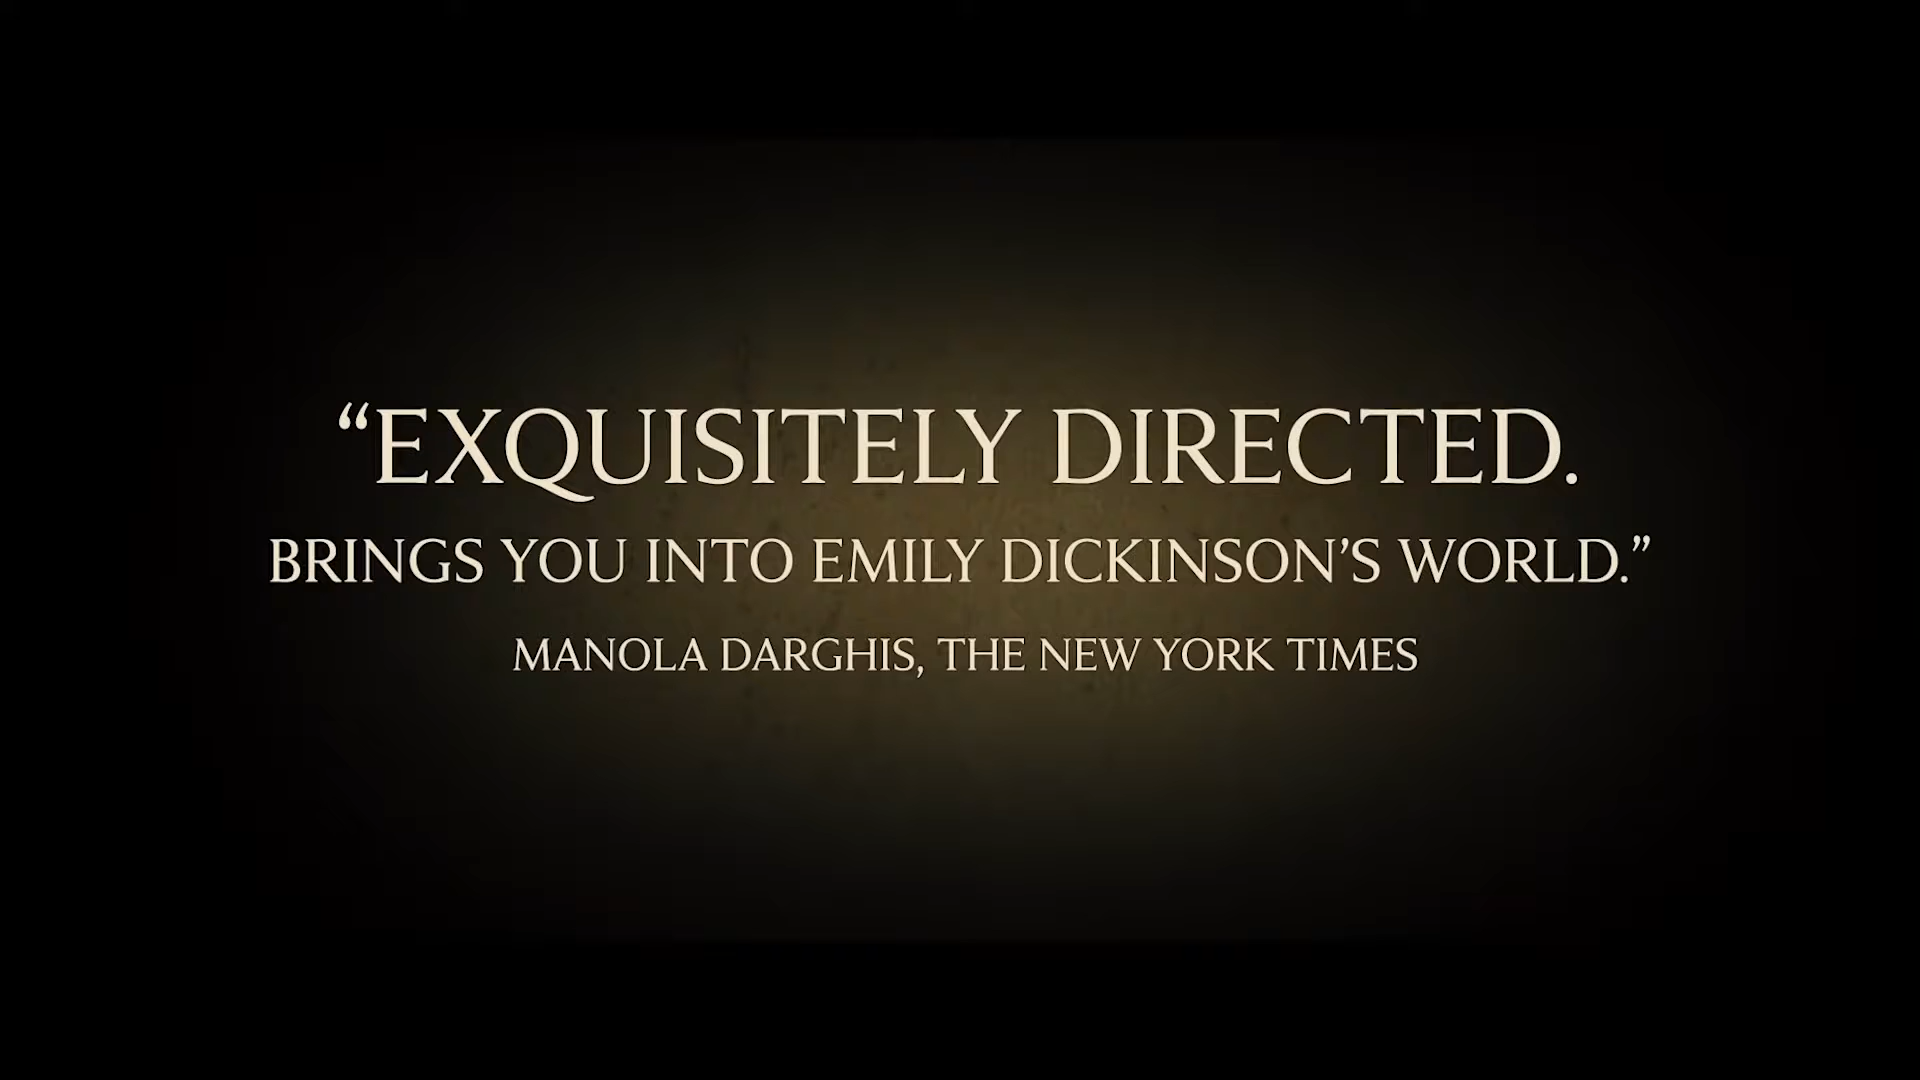 “EXQUISITELY DIRECTED.
BRINGS YOU INTO EMILY DICKINSON’S WORLD.”
MANOLA DARGHIS, THE NEW YORK TIMES